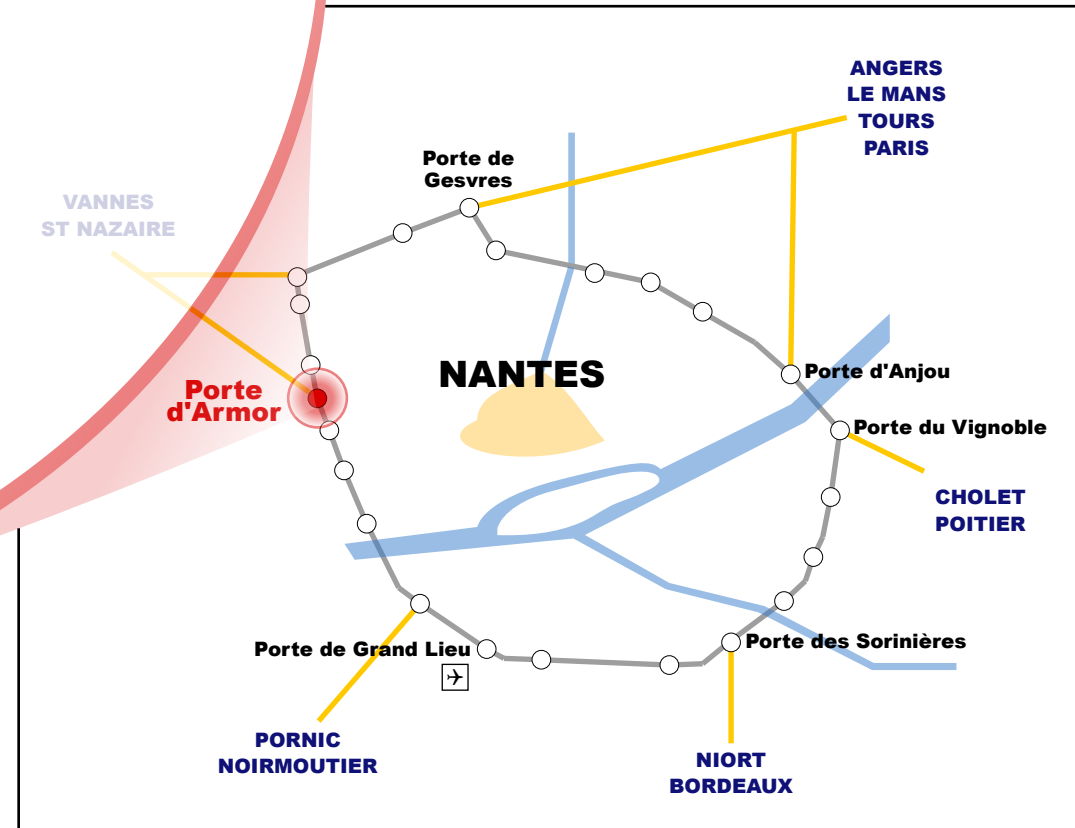 ANGERS
LE MANS
TOURS
PARIS
Porte de
Gesvres
VANNES
ST NAZAIRE
NANTES
Porte d'Anjou
Porte
d'Armor
Porte du Vignoble
CHOLET
POITIER
Porte des Sorinières
Porte de Grand Lieu
PORNIC
NOIRMOUTIER
NIORT
BORDEAUX